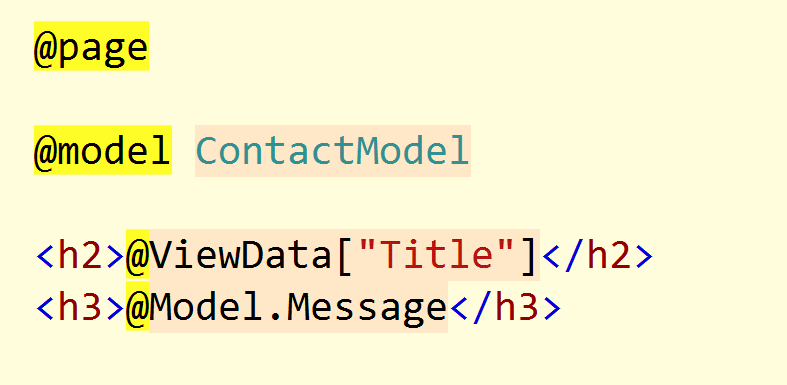 @page
@model ContactModel
<h2>@ViewData["Title"]</h2>
<h3>@Model.Message</h3>